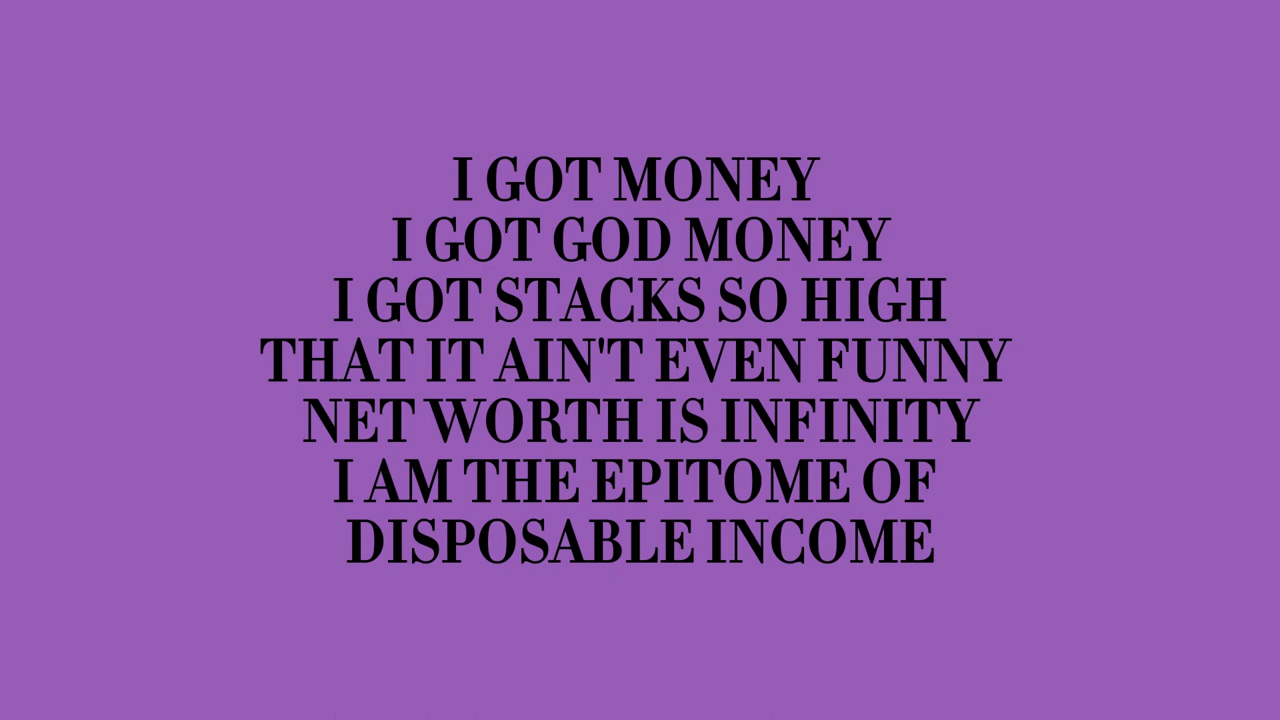 I GOT MONEY
I GOT GOD MONEY
I GOT STACKS SO HIGH
THAT IT AIN'T EVEN FUNNY
NET WORTH IS INFINITY
I AM THE EPITOME OF
DISPOSABLE INCOME